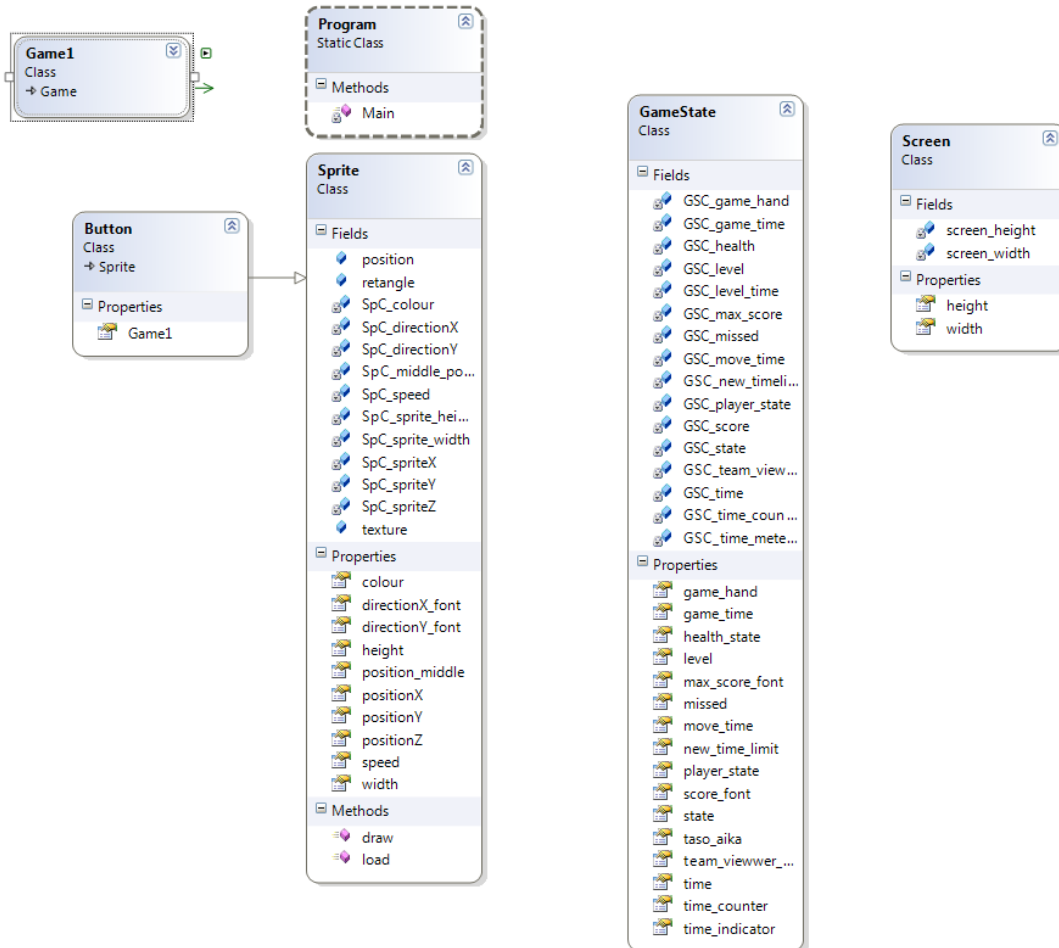 Game1
Class
Game
Program
Static Class
Methods
Main
Button
Class
Sprite
Properties
Game1
Sprite
Class
Fields
position
retangle
SpC_colour
SpC_directionX
SpC_directionY
SpC_middle_po...
SpC_speed
SpC_sprite_hei...
SpC_sprite_width
SpC_spriteX
SpC_spriteY
SpC_spriteZ
texture
Properties
colour
directionX_font
directionY_font
height
position_middle
positionX
positionY
positionZ
speed
width
Methods
draw
load
GameState
Class
Fields
GSC_game_hand
GSC_game_time
GSC_health
GSC_level
GSC_level_time
GSC_max_score
GSC_missed
GSC_move_time
GSC_new_timeli...
GSC_player_state
GSC_score
GSC_state
GSC_team_view...
GSC_time
GSC_time_coun...
GSC_time_mete...
Properties
game_hand
game_time
health_state
level
max_score_font
missed
move_time
new_time_limit
player_state
score_font
state
taso_aika
team_viewwer_...
time
time_counter
time_indicator
Screen
Class
Fields
screen_height
screen_width
Properties
height
width